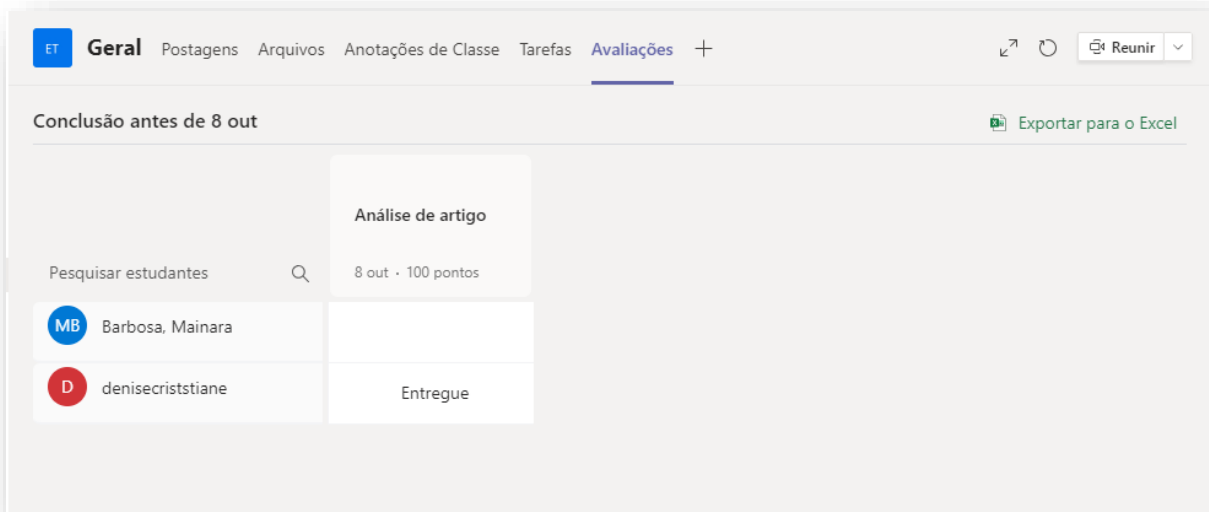 ET Geral Postagens Arquivos Anotações de Classe Tarefas Avaliações Reunir
Conclusão antes de 8 out Exportar para o Excel
Análise de artigo
Pesquisar estudantes 8 out · 100 pontos
MB Barbosa, Mainara
D denisecriststiane Entregue